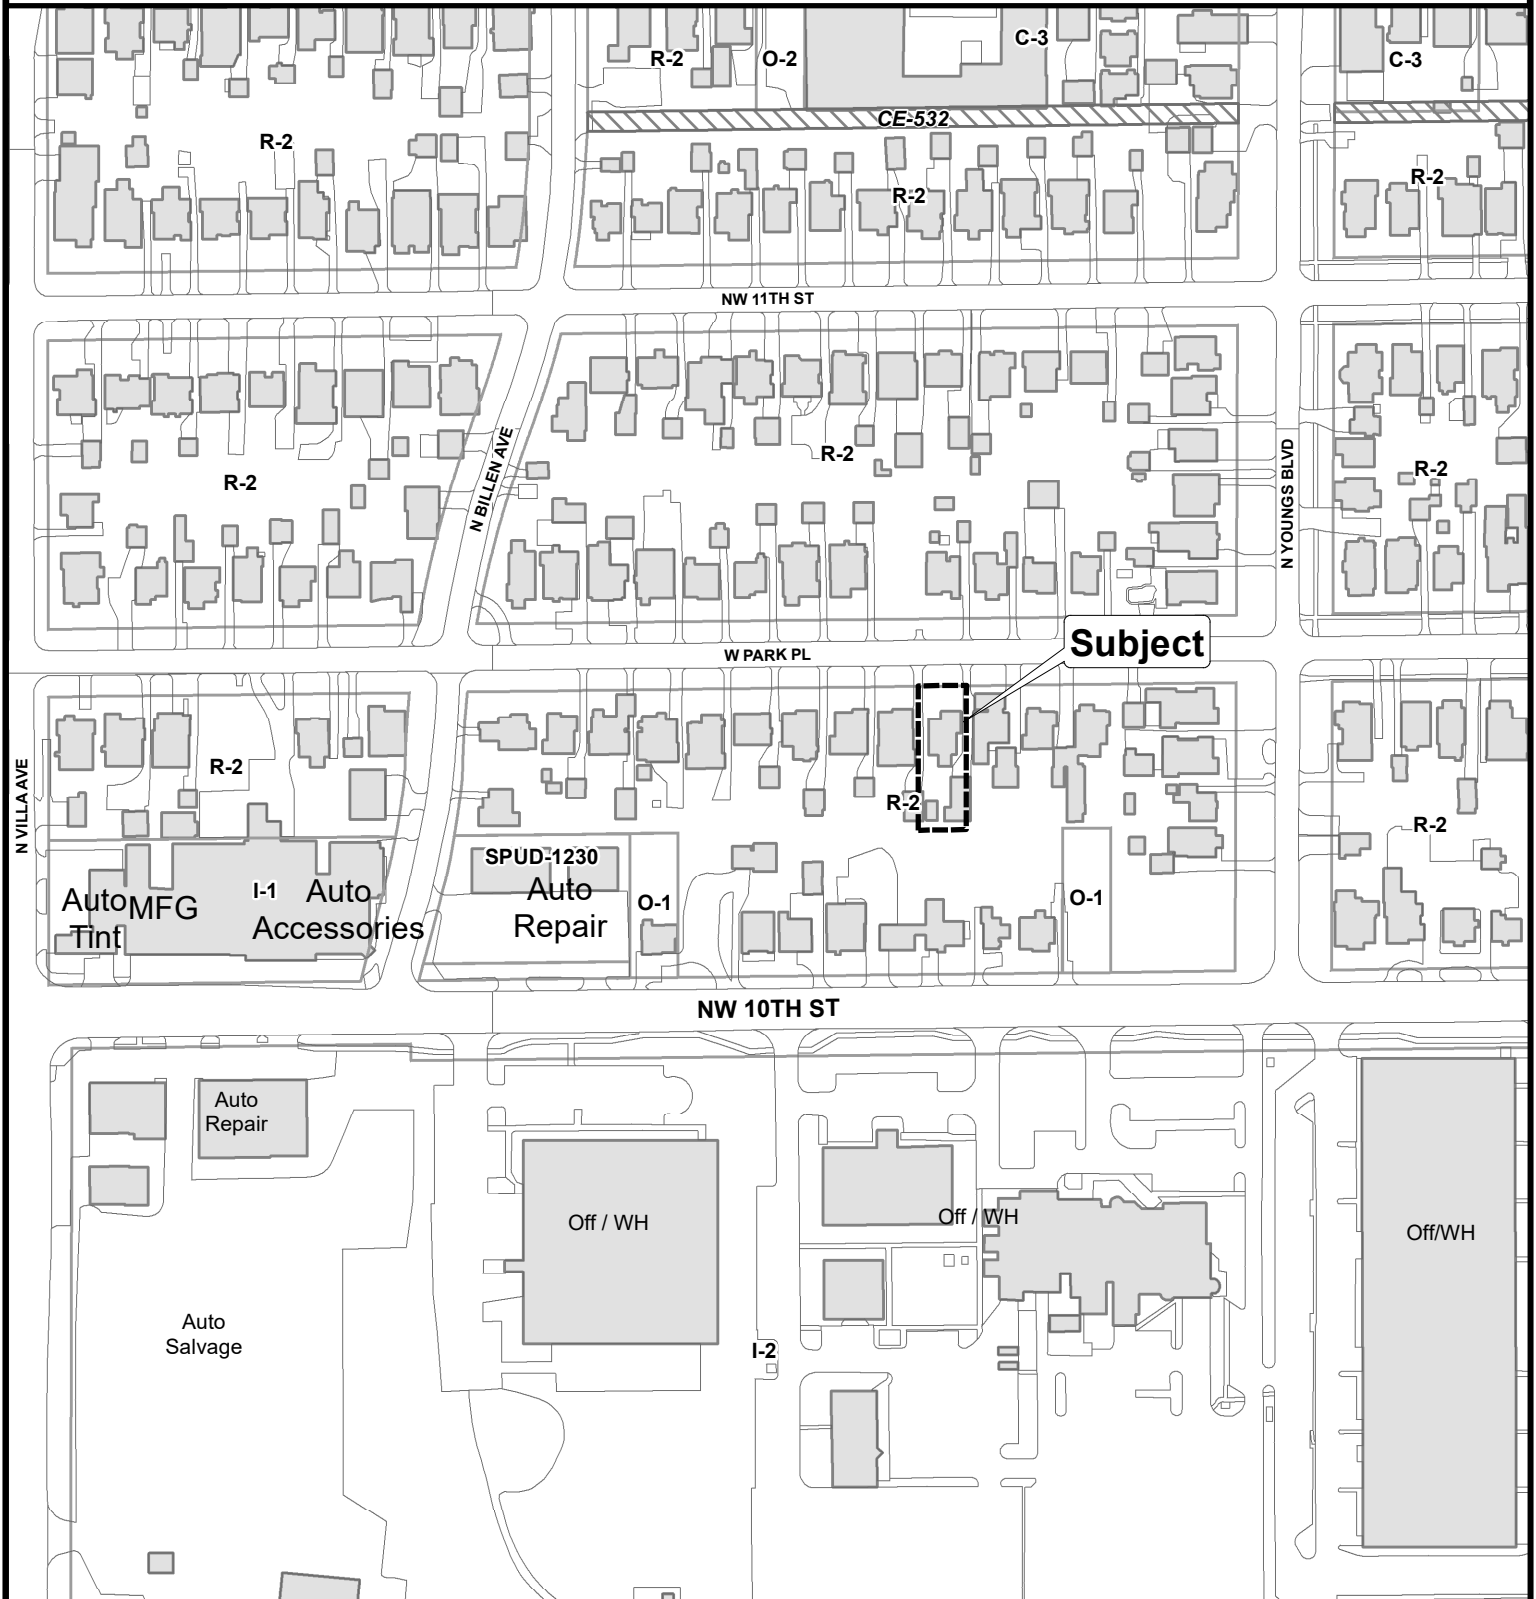 C-3
R-2
O-2
C-3
CE-532
R-2
R-2
R-2
NW 11TH ST
N BILLEN AVE
R-2
N YOUNGS BLVD
R-2
R-2
Subject
W PARK PL
N VILLA AVE
R-2
R-2
R-2
SPUD-1230
Auto
Repair
I-1
Auto
Accessories
Auto
Tint
MFG
O-1
O-1
NW 10TH ST
Auto
Repair
Off / WH
Off / WH
Off/WH
Auto
Salvage
I-2